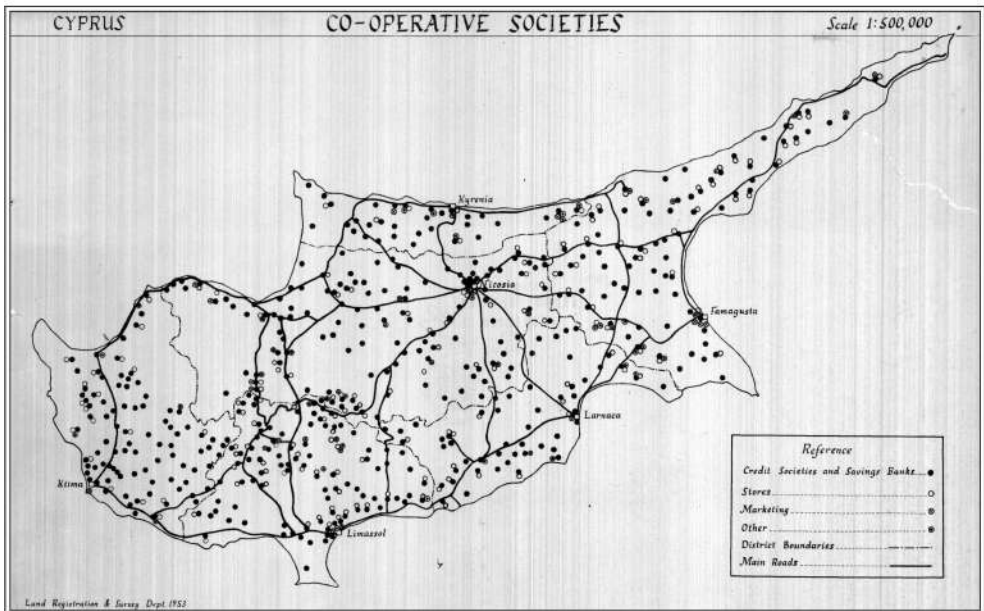 CYPRUS
CO-OPERATIVE SOCIETIES
Scale 1:500,000
Kyrenia
Nicosia
Famagusta
Larnaca
Ktima
Limassol
Reference
Credit Societies and Savings Banks
Stores
Marketing
Other
District Boundaries
Main Roads
Land Registration & Survey Dept. 1953